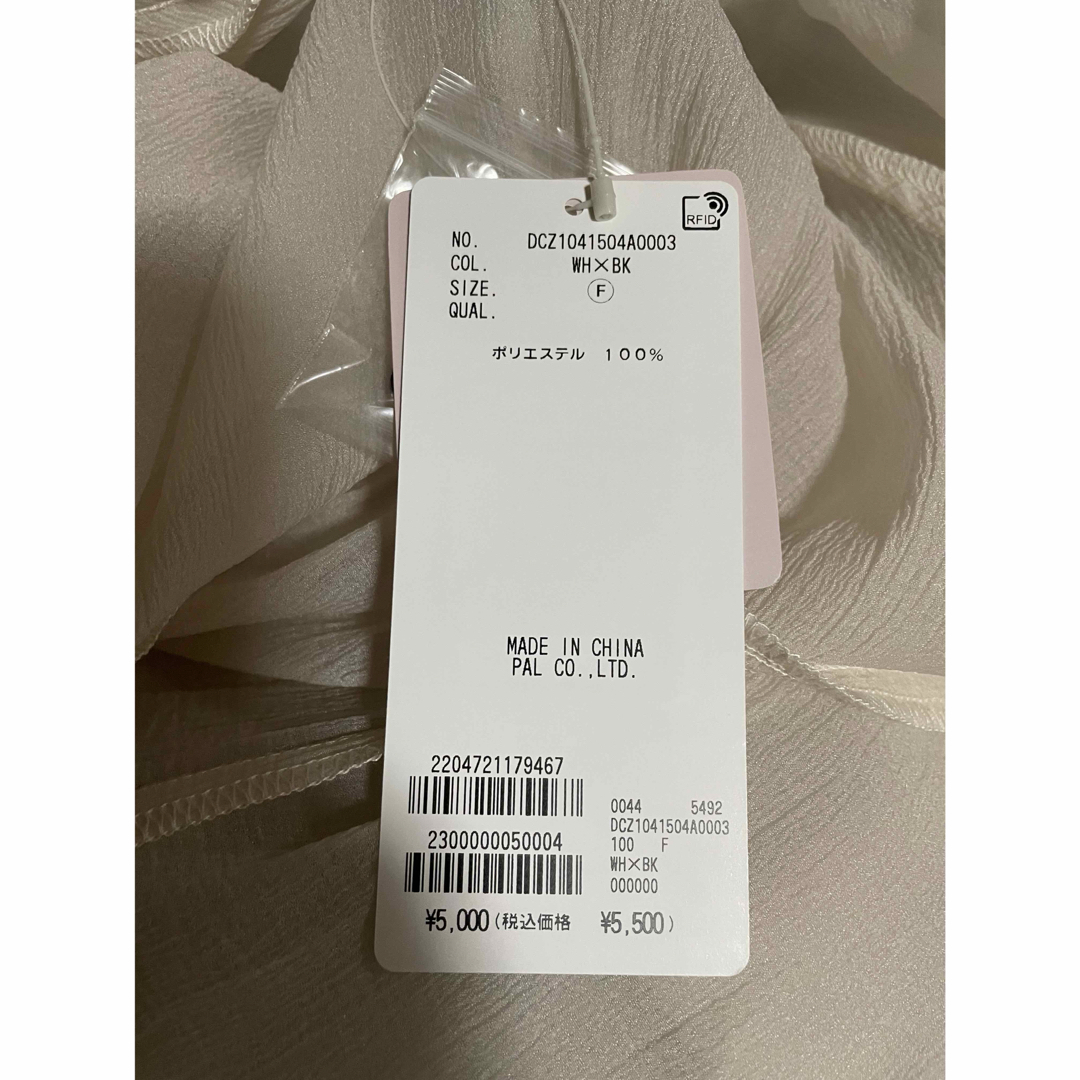 RFID
NO. DCZ1041504A0003
COL. WH×BK
SIZE. Ⓕ
QUAL.
ポリエステル 100%
MADE IN CHINA
PAL CO.,LTD.
2204721179467
2300000050004
0044 5492
DCZ1041504A0003
100 F
WH×BK
000000
¥5,000(税込価格 ¥5,500)